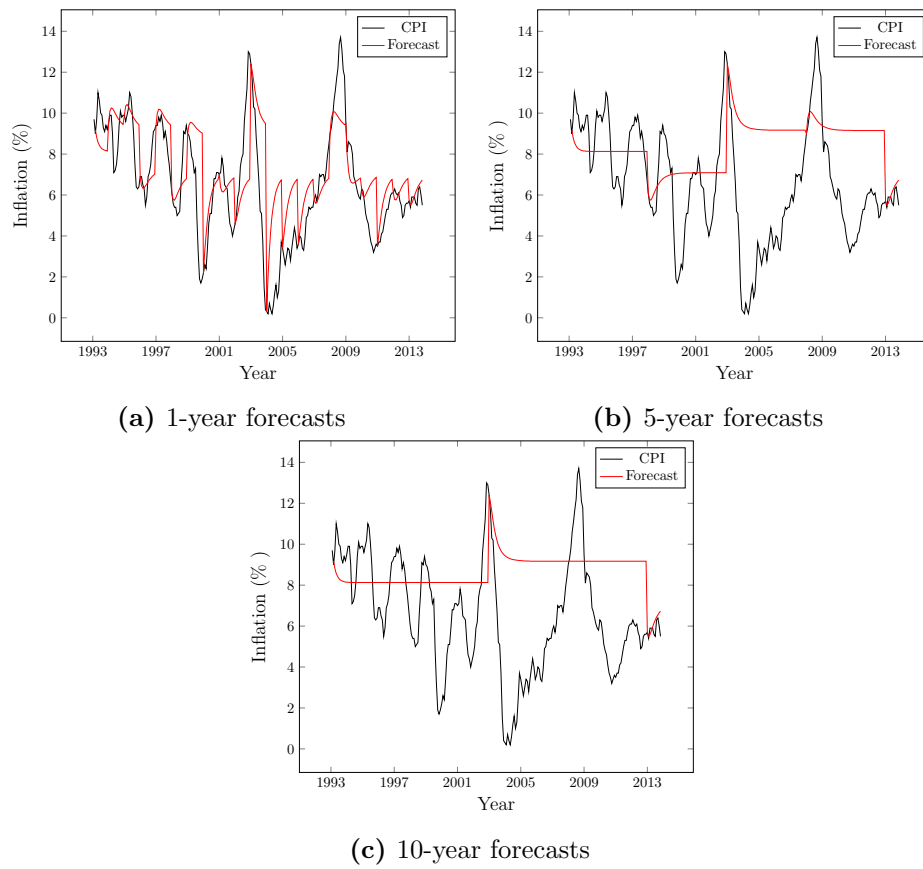 14
12
10
8
6
4
2
0
Inflation (%)
CPI
Forecast
1993 1997 2001 2005 2009 2013
Year
(a) 1-year forecasts
14
12
10
8
6
4
2
0
Inflation (% )
CPI
Forecast
1993 1997 2001 2005 2009 2013
Year
(b) 5-year forecasts
14
12
10
8
6
4
2
0
Inflation (% )
CPI
Forecast
1993 1997 2001 2005 2009 2013
Year
(c) 10-year forecasts